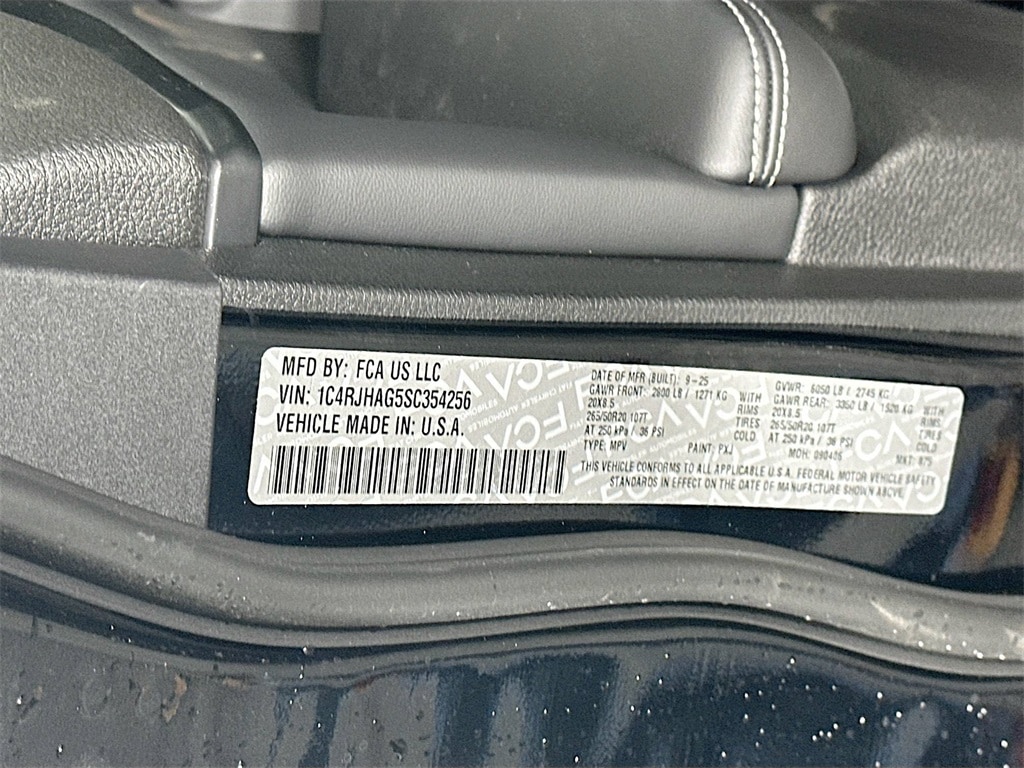 MFD BY: FCA US LLC
VIN: 1C4RJHAG5SC354256
VEHICLE MADE IN: U.S.A.
DATE OF MFR (BUILT): 9-25 GVWR: 6050 LB / 2745 KG
GAWR FRONT: 2800 LB / 1271 KG WITH GAWR REAR: 3350 LB / 1520 KG WITH
20X8.5 RIMS 20X8.5 RIMS
265/50R20 107T TIRES 265/50R20 107T TIRES
AT 250 kPa / 36 PSI COLD AT 250 kPa / 36 PSI COLD
TYPE: MPV PAINT: PXJ MDH: 090406 MKT: 875
THIS VEHICLE CONFORMS TO ALL APPLICABLE U.S.A. FEDERAL MOTOR VEHICLE SAFETY
STANDARDS IN EFFECT ON THE DATE OF MANUFACTURE SHOWN ABOVE.